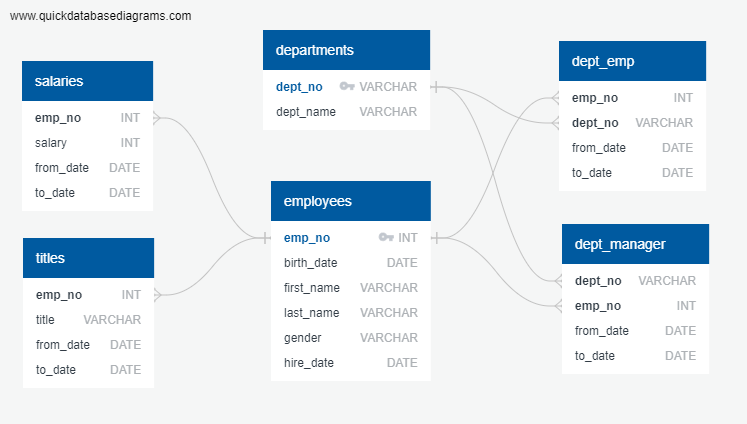 www.quickdatabasediagrams.com
salaries
emp_no INT
salary INT
from_date DATE
to_date DATE
titles
emp_no INT
title VARCHAR
from_date DATE
to_date DATE
departments
dept_no VARCHAR
dept_name VARCHAR
employees
emp_no INT
birth_date DATE
first_name VARCHAR
last_name VARCHAR
gender VARCHAR
hire_date DATE
dept_emp
emp_no INT
dept_no VARCHAR
from_date DATE
to_date DATE
dept_manager
dept_no VARCHAR
emp_no INT
from_date DATE
to_date DATE